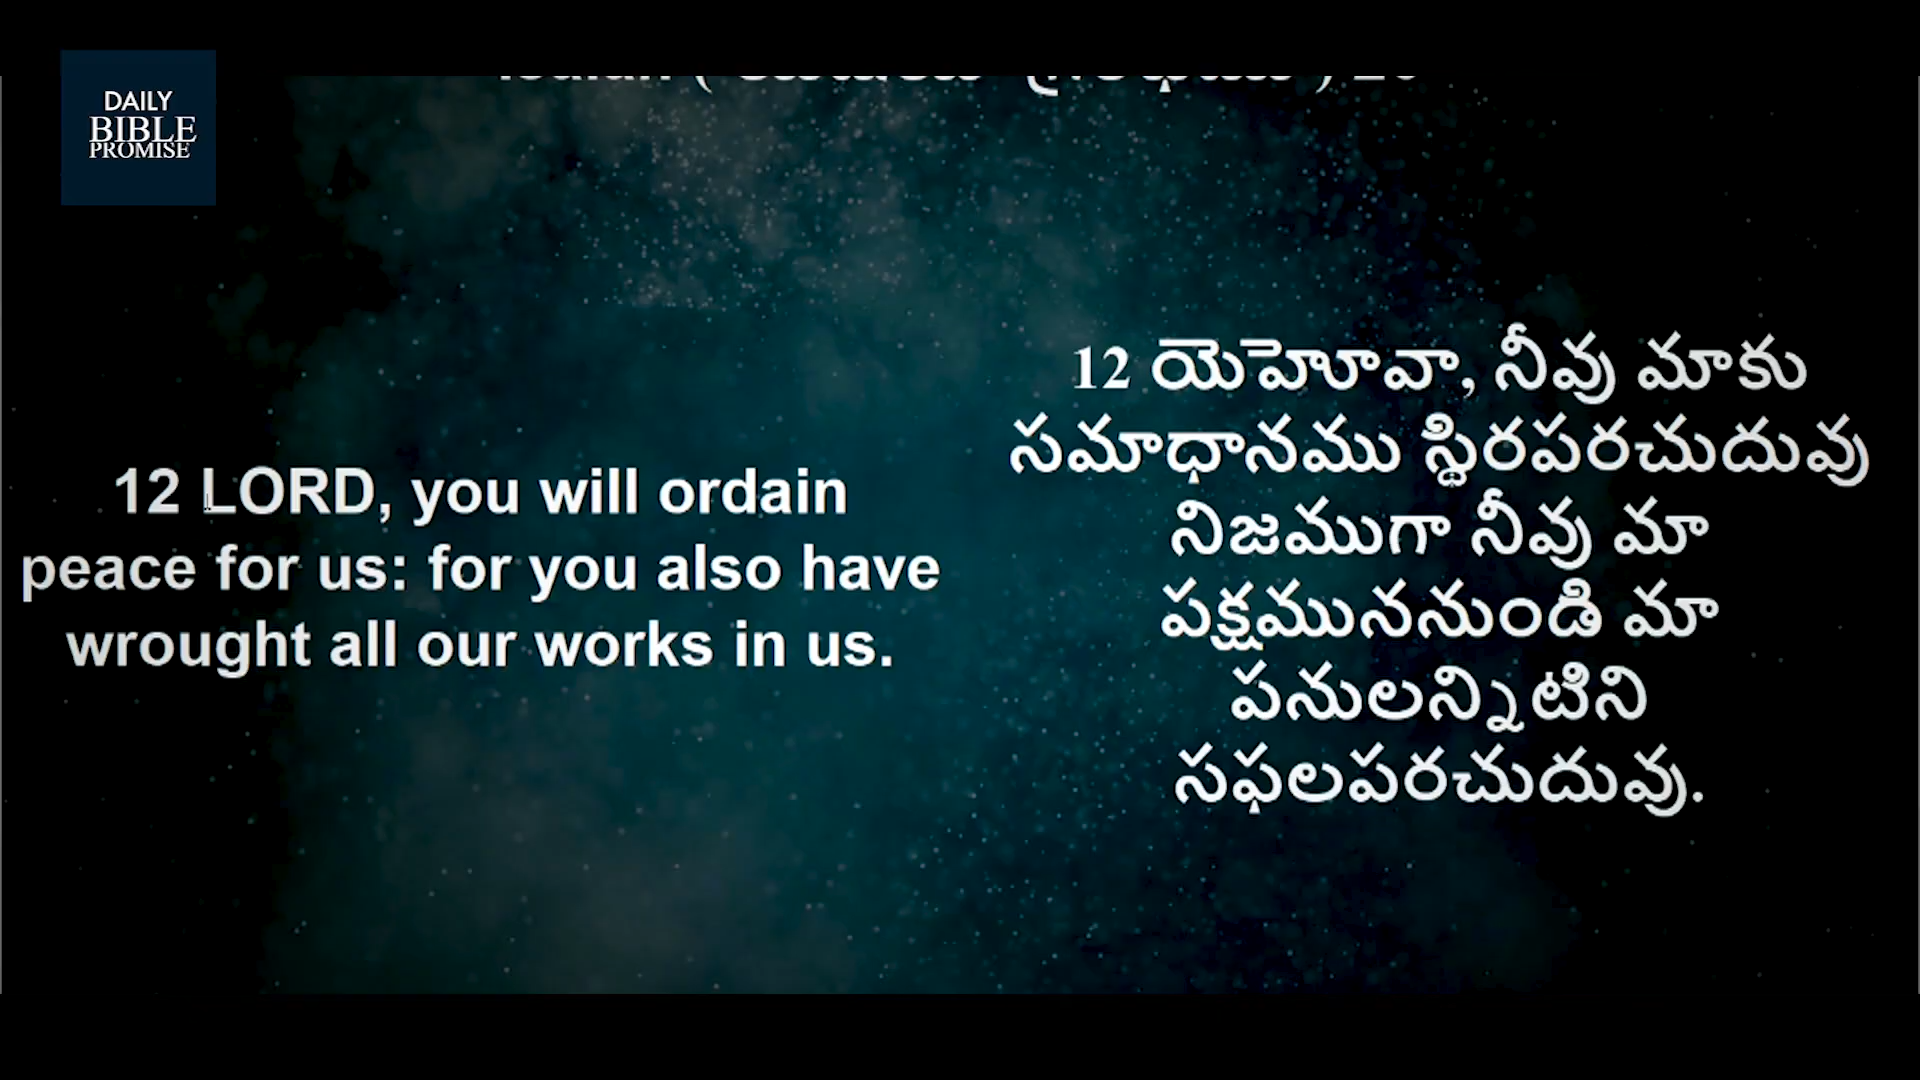 DAILY
BIBLE
PROMISE
12 LORD, you will ordain
peace for us: for you also have
wrought all our works in us.
12 యెహోవా, నీవు మాకు
సమాధానము స్థిరపరచుదువు
నిజముగా నీవు మా
పక్షముననుండి మా
పనులన్నిటిని
సఫలపరచుదువు.